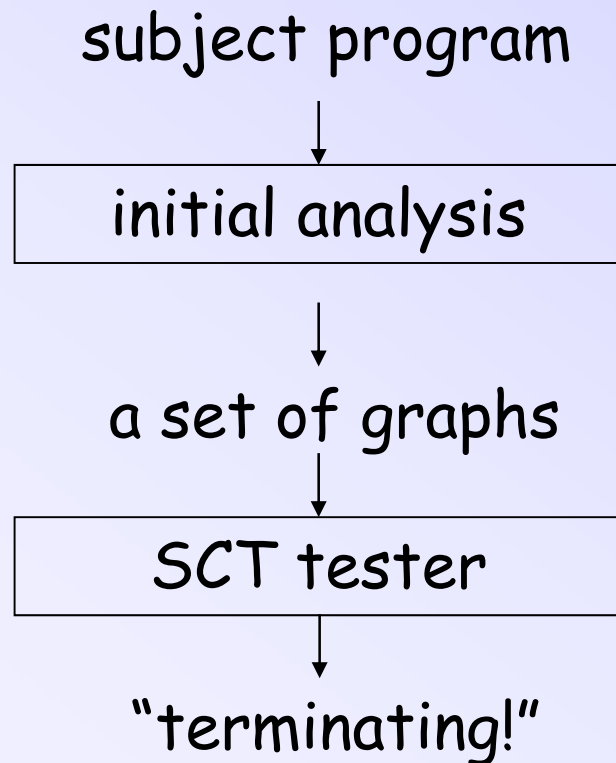 subject program
initial analysis
a set of graphs
SCT tester
“terminating!”